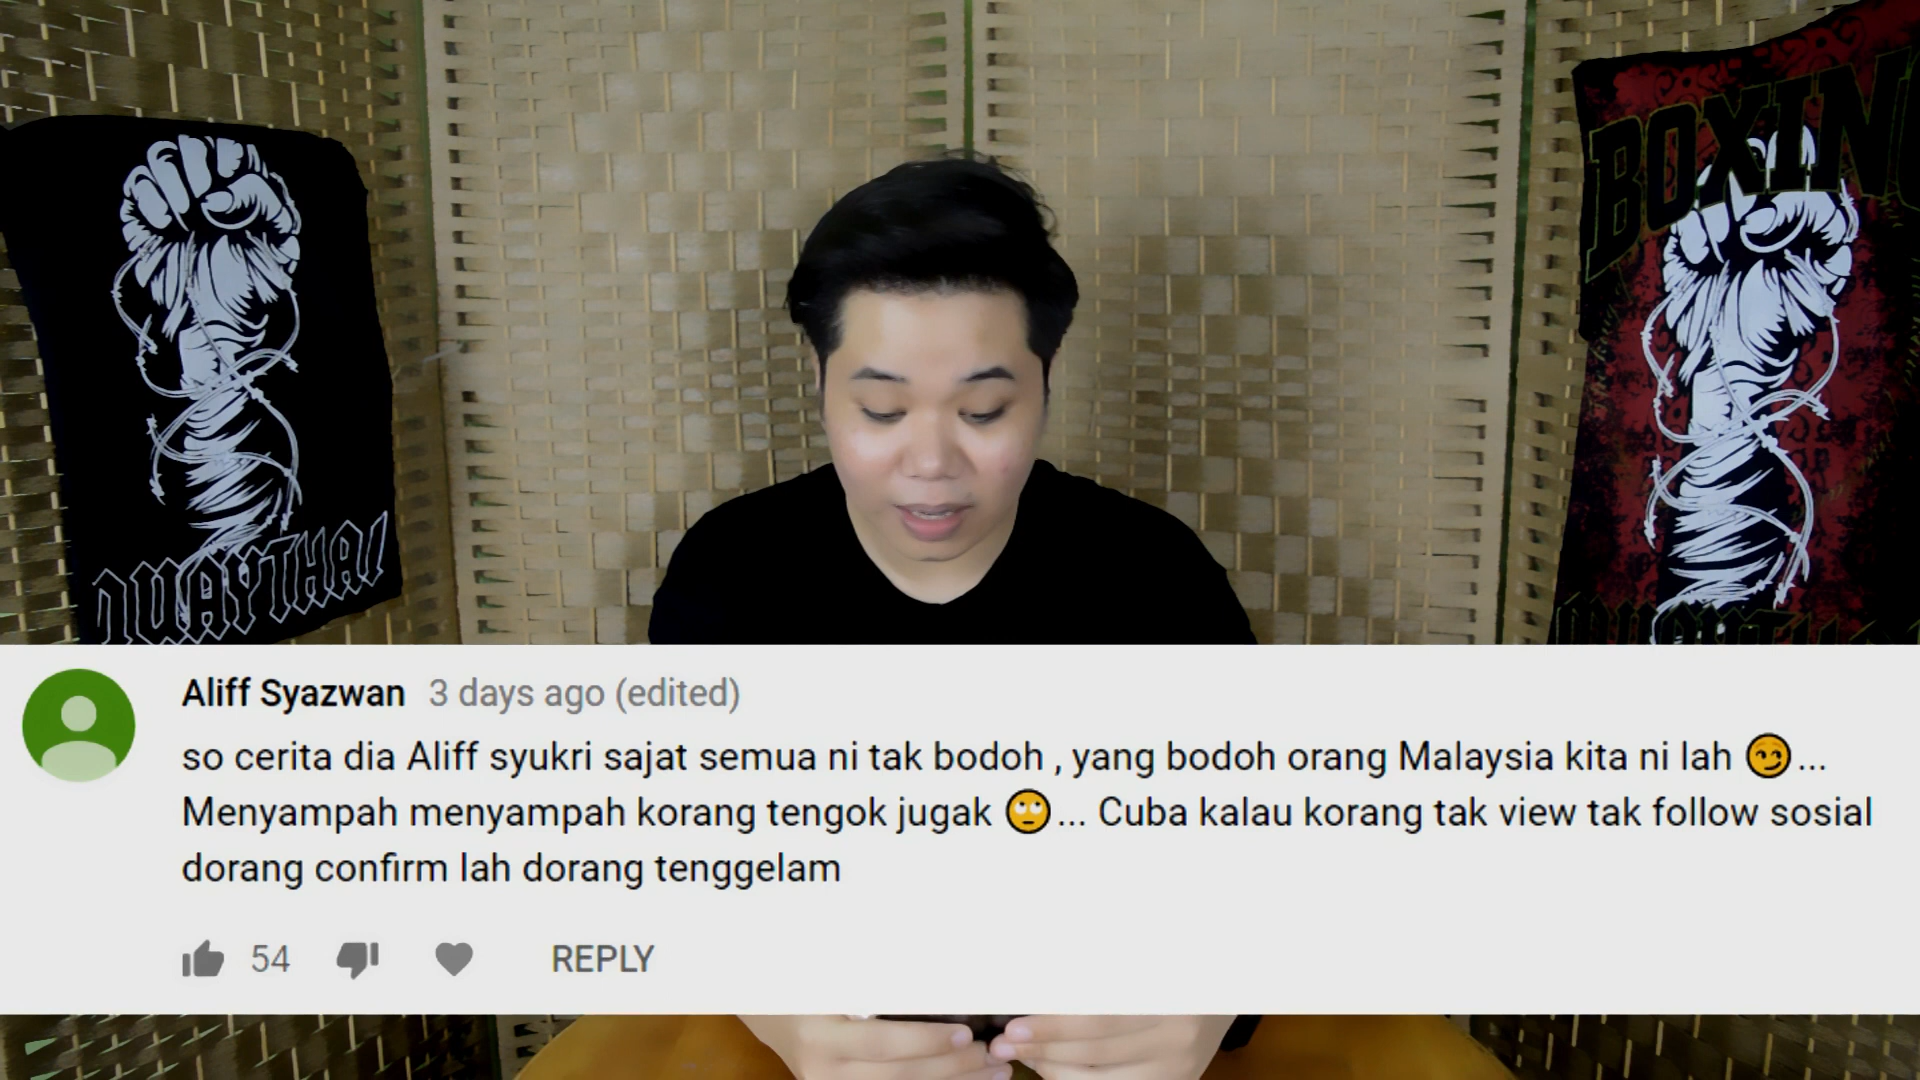 BOXING
MUAYTHAI
Aliff Syazwan 3 days ago (edited)
so cerita dia Aliff syukri sajat semua ni tak bodoh , yang bodoh orang Malaysia kita ni lah 😏...
Menyampah menyampah korang tengok jugak 🙄... Cuba kalau korang tak view tak follow sosial
dorang confirm lah dorang tenggelam
54
REPLY